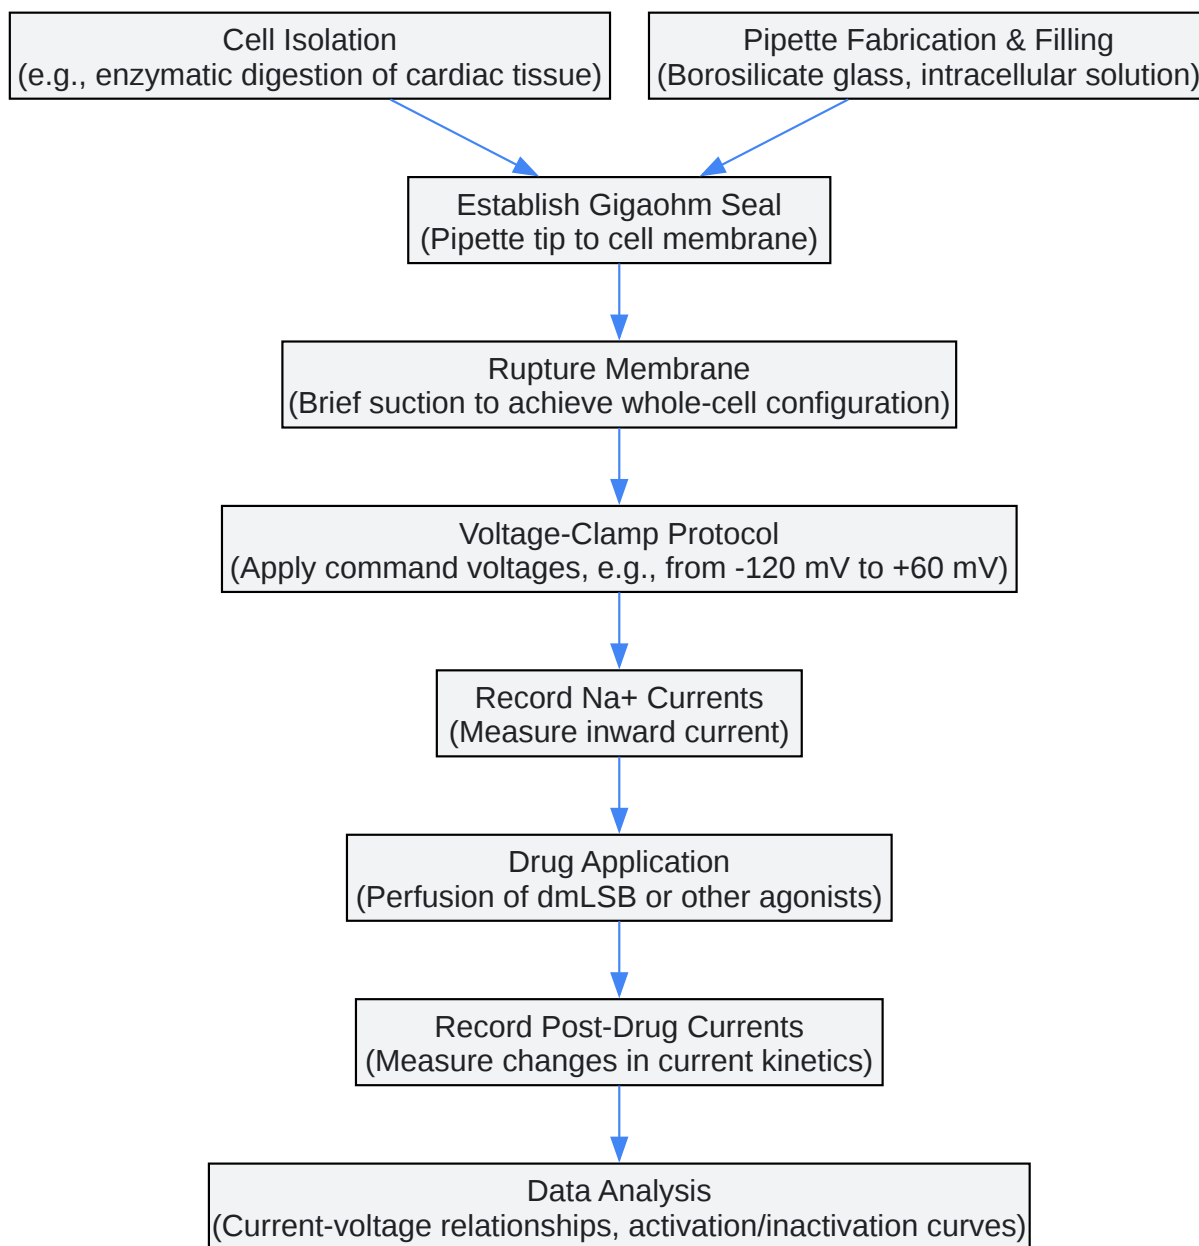 Cell Isolation
(e.g., enzymatic digestion of cardiac tissue)
Pipette Fabrication & Filling
(Borosilicate glass, intracellular solution)
Establish Gigaohm Seal
(Pipette tip to cell membrane)
Rupture Membrane
(Brief suction to achieve whole-cell configuration)
Voltage-Clamp Protocol
(Apply command voltages, e.g., from -120 mV to +60 mV)
Record Na+ Currents
(Measure inward current)
Drug Application
(Perfusion of dmLSB or other agonists)
Record Post-Drug Currents
(Measure changes in current kinetics)
Data Analysis
(Current-voltage relationships, activation/inactivation curves)